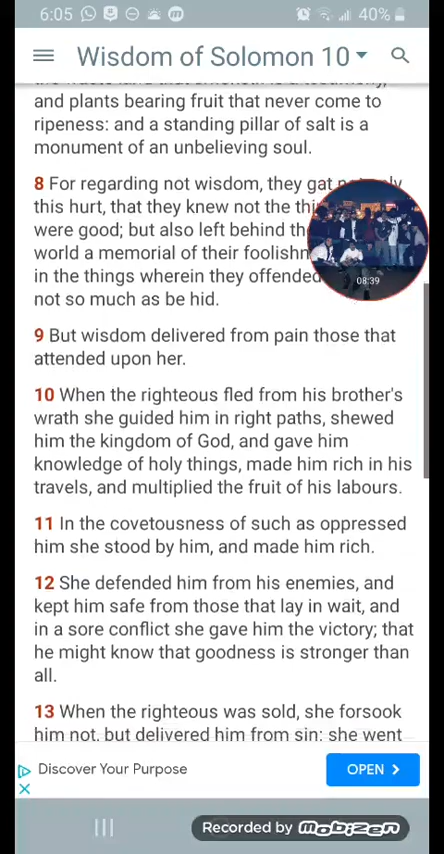 6:05 40%
Wisdom of Solomon 10
and plants bearing fruit that never come to
ripeness: and a standing pillar of salt is a
monument of an unbelieving soul.
8 For regarding not wisdom, they gat
this hurt, that they knew not the
were good; but also left behind
world a memorial of their
in the things wherein they offended
not so much as be hid.
08:39
9 But wisdom delivered from pain those that
attended upon her.
10 When the righteous fled from his brother's
wrath she guided him in right paths, shewed
him the kingdom of God, and gave him
knowledge of holy things, made him rich in his
travels, and multiplied the fruit of his labours.
11 In the covetousness of such as oppressed
him she stood by him, and made him rich.
12 She defended him from his enemies, and
kept him safe from those that lay in wait, and
in a sore conflict she gave him the victory; that
he might know that goodness is stronger than
all.
13 When the righteous was sold, she forsook
him not, but delivered him from sin: she went
Discover Your Purpose
OPEN
Recorded by Mobizen